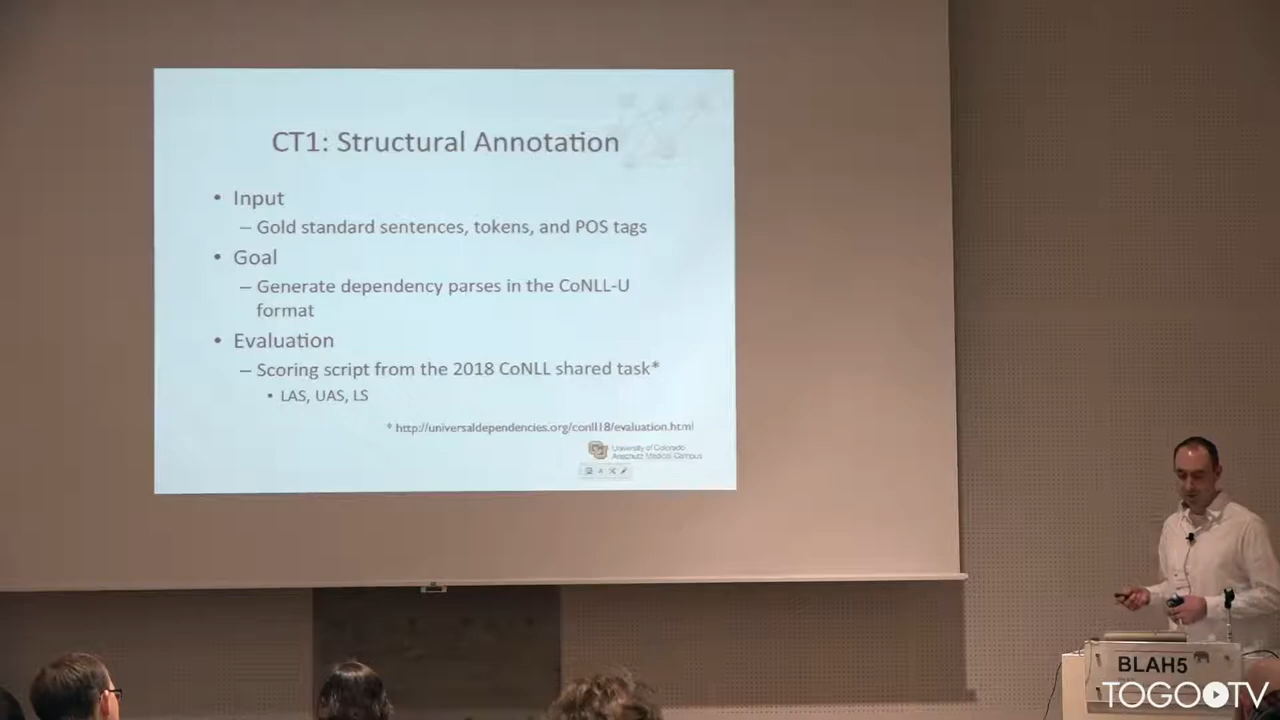 CT1: Structural Annotation
• Input
– Gold standard sentences, tokens, and POS tags
• Goal
– Generate dependency parses in the CoNLL-U
format
• Evaluation
– Scoring script from the 2018 CoNLL shared task*
• LAS, UAS, LS
* http://universaldependencies.org/conll18/evaluation.html
University of Colorado
Anschutz Medical Campus
BLAH5
TOGOTV